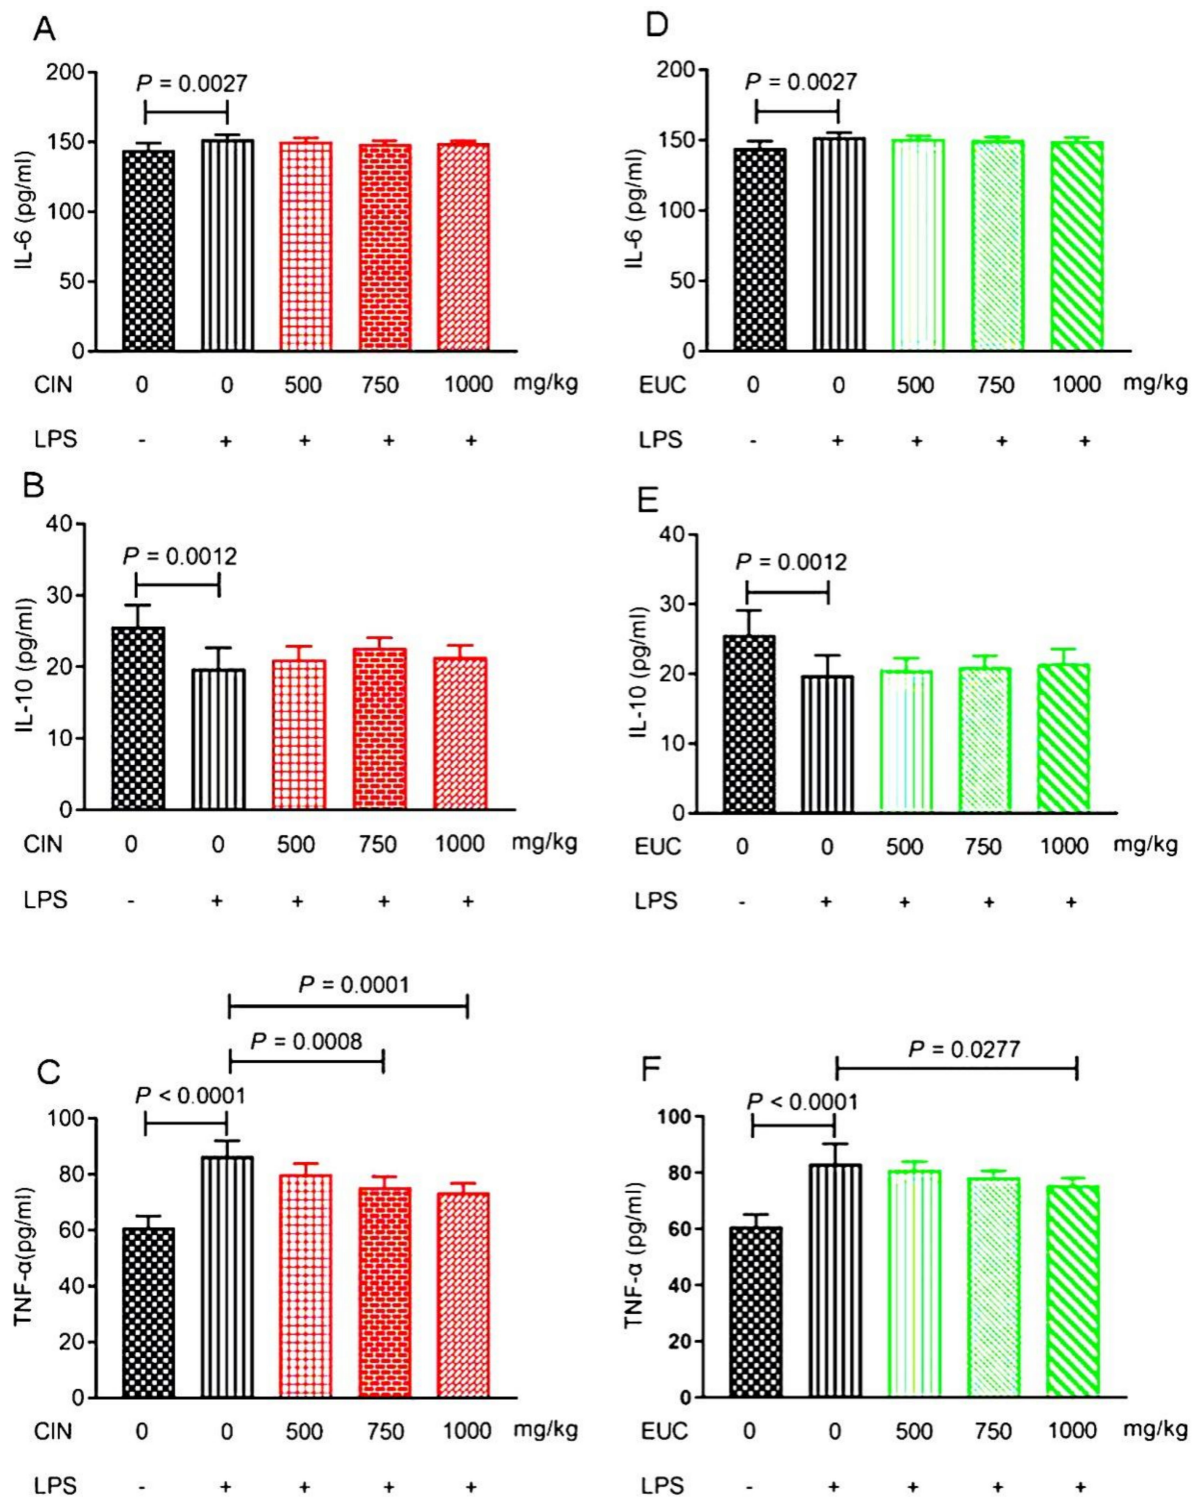 A
200
P = 0.0027
150
100
50
0
IL-6 (pg/ml)
CIN 0 0 500 750 1000 mg/kg
LPS - + + + +
D
200
P = 0.0027
150
100
50
0
IL-6 (pg/ml)
EUC 0 0 500 750 1000 mg/kg
LPS - + + + +
B
40
P = 0.0012
30
20
10
0
IL-10 (pg/ml)
CIN 0 0 500 750 1000 mg/kg
LPS - + + + +
E
40
P = 0.0012
30
20
10
0
IL-10 (pg/ml)
EUC 0 0 500 750 1000 mg/kg
LPS - + + + +
C
P = 0.0001
P = 0.0008
P < 0.0001
100
80
60
40
20
0
TNF-α(pg/ml)
CIN 0 0 500 750 1000 mg/kg
LPS - + + + +
F
P = 0.0277
P < 0.0001
100
80
60
40
20
0
TNF-α (pg/ml)
EUC 0 0 500 750 1000 mg/kg
LPS - + + + +